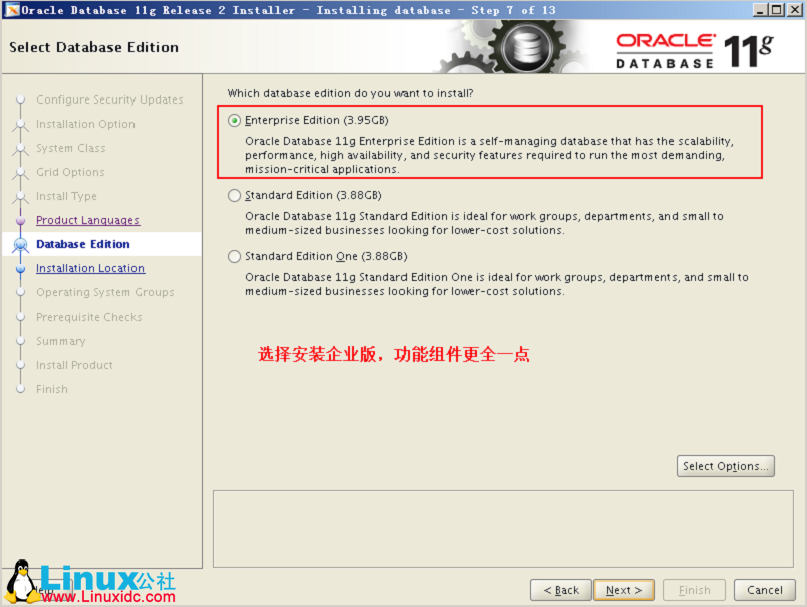 Oracle Database 11g Release 2 Installer - Installing database - Step 7 of 13
Select Database Edition
ORACLE
DATABASE
11g
Configure Security Updates
Installation Option
System Class
Grid Options
Install Type
Product Languages
Database Edition
Installation Location
Operating System Groups
Prerequisite Checks
Summary
Install Product
Finish
Which database edition do you want to install?
Enterprise Edition (3.95GB)
Oracle Database 11g Enterprise Edition is a self-managing database that has the scalability,
performance, high availability, and security features required to run the most demanding,
mission-critical applications.
Standard Edition (3.88GB)
Oracle Database 11g Standard Edition is ideal for work groups, departments, and small to
medium-sized businesses looking for lower-cost solutions.
Standard Edition One (3.88GB)
Oracle Database 11g Standard Edition One is ideal for work groups, departments, and small to
medium-sized businesses looking for lower-cost solutions.
选择安装企业版，功能组件更全一点
Select Options...
Linux公社
www.Linuxidc.com
< Back
Next >
Finish
Cancel